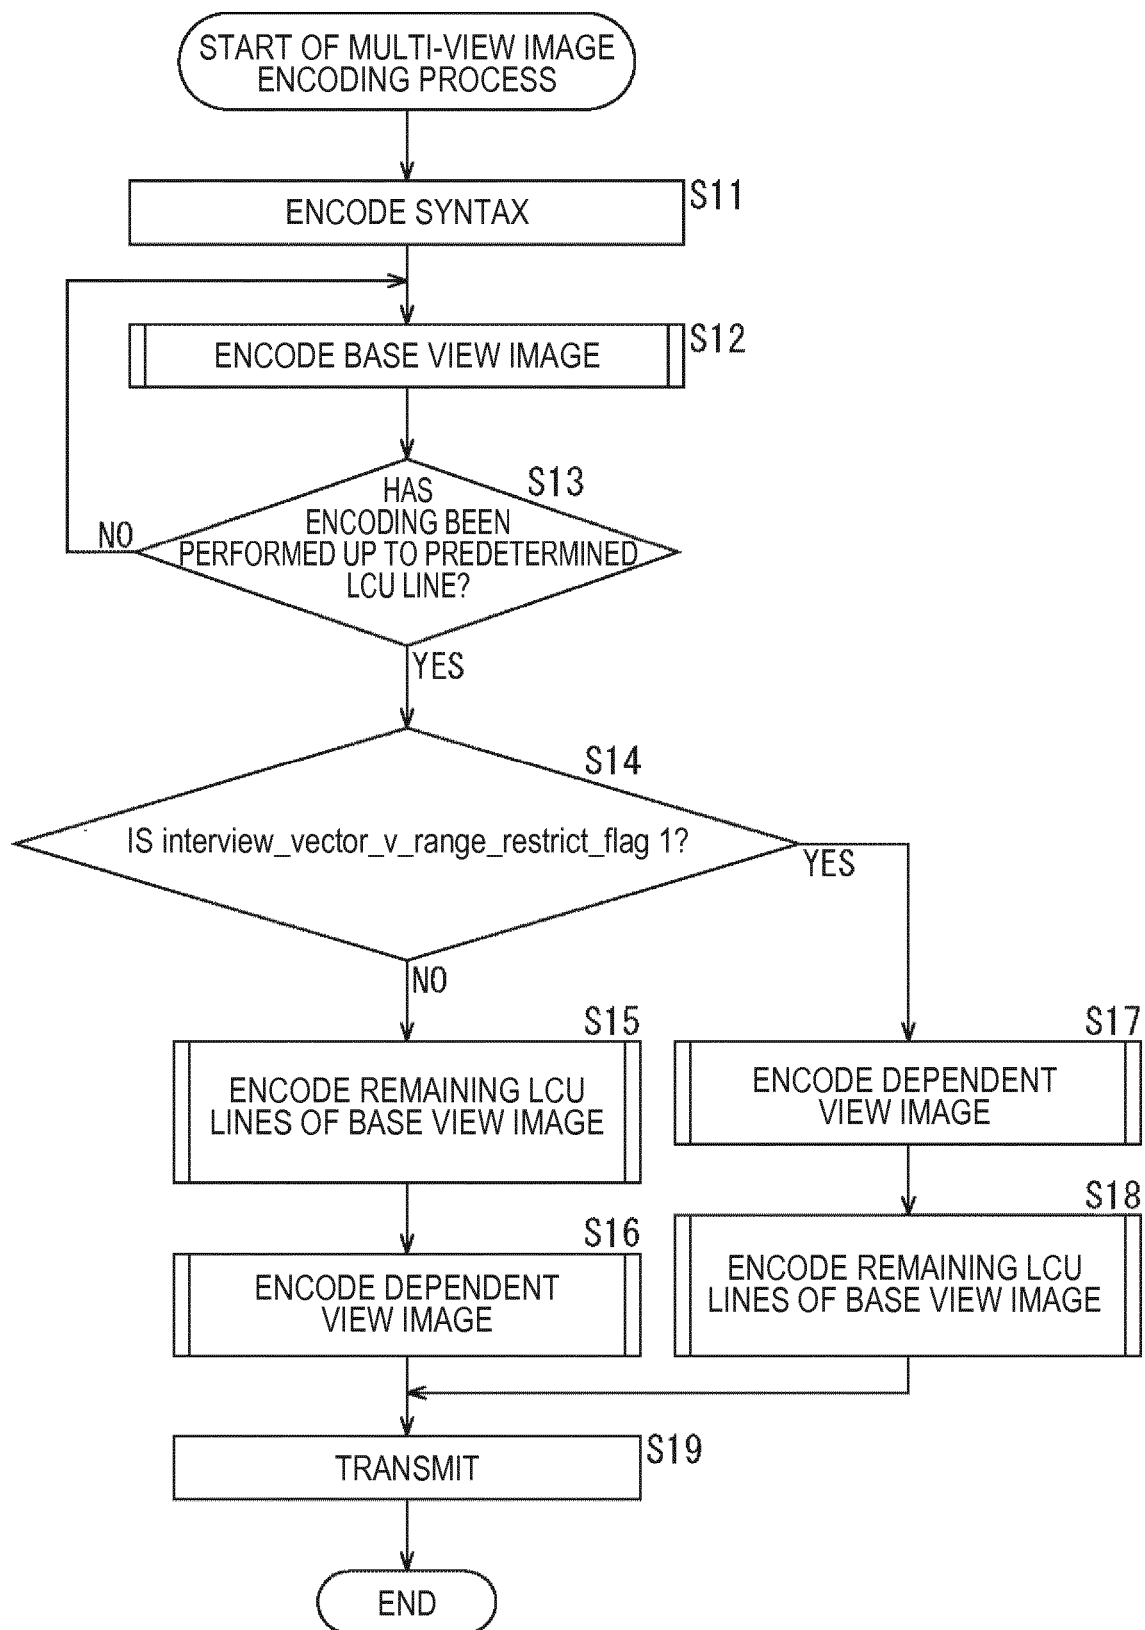 START OF MULTI-VIEW IMAGE
ENCODING PROCESS
S11
ENCODE SYNTAX
S12
ENCODE BASE VIEW IMAGE
S13
HAS
ENCODING BEEN
PERFORMED UP TO PREDETERMINED
LCU LINE?
NO
YES
S14
IS interview_vector_v_range_restrict_flag 1?
YES
NO
S15
ENCODE REMAINING LCU
LINES OF BASE VIEW IMAGE
S17
ENCODE DEPENDENT
VIEW IMAGE
S16
ENCODE DEPENDENT
VIEW IMAGE
S18
ENCODE REMAINING LCU
LINES OF BASE VIEW IMAGE
S19
TRANSMIT
END